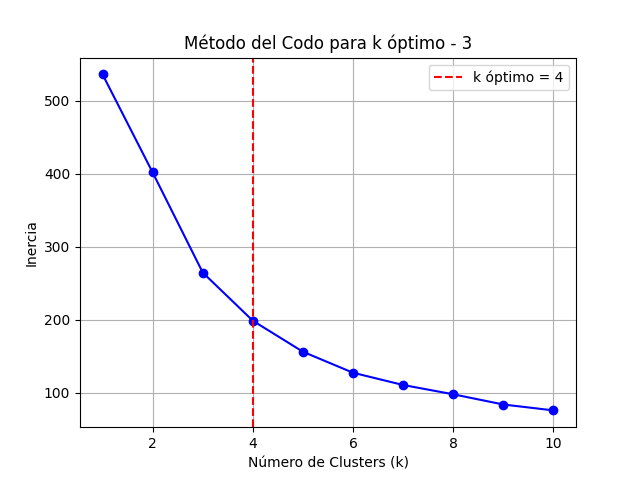 Método del Codo para k óptimo - 3
k óptimo = 4
500
400
300
200
100
Inercia
2 4 6 8 10
Número de Clusters (k)